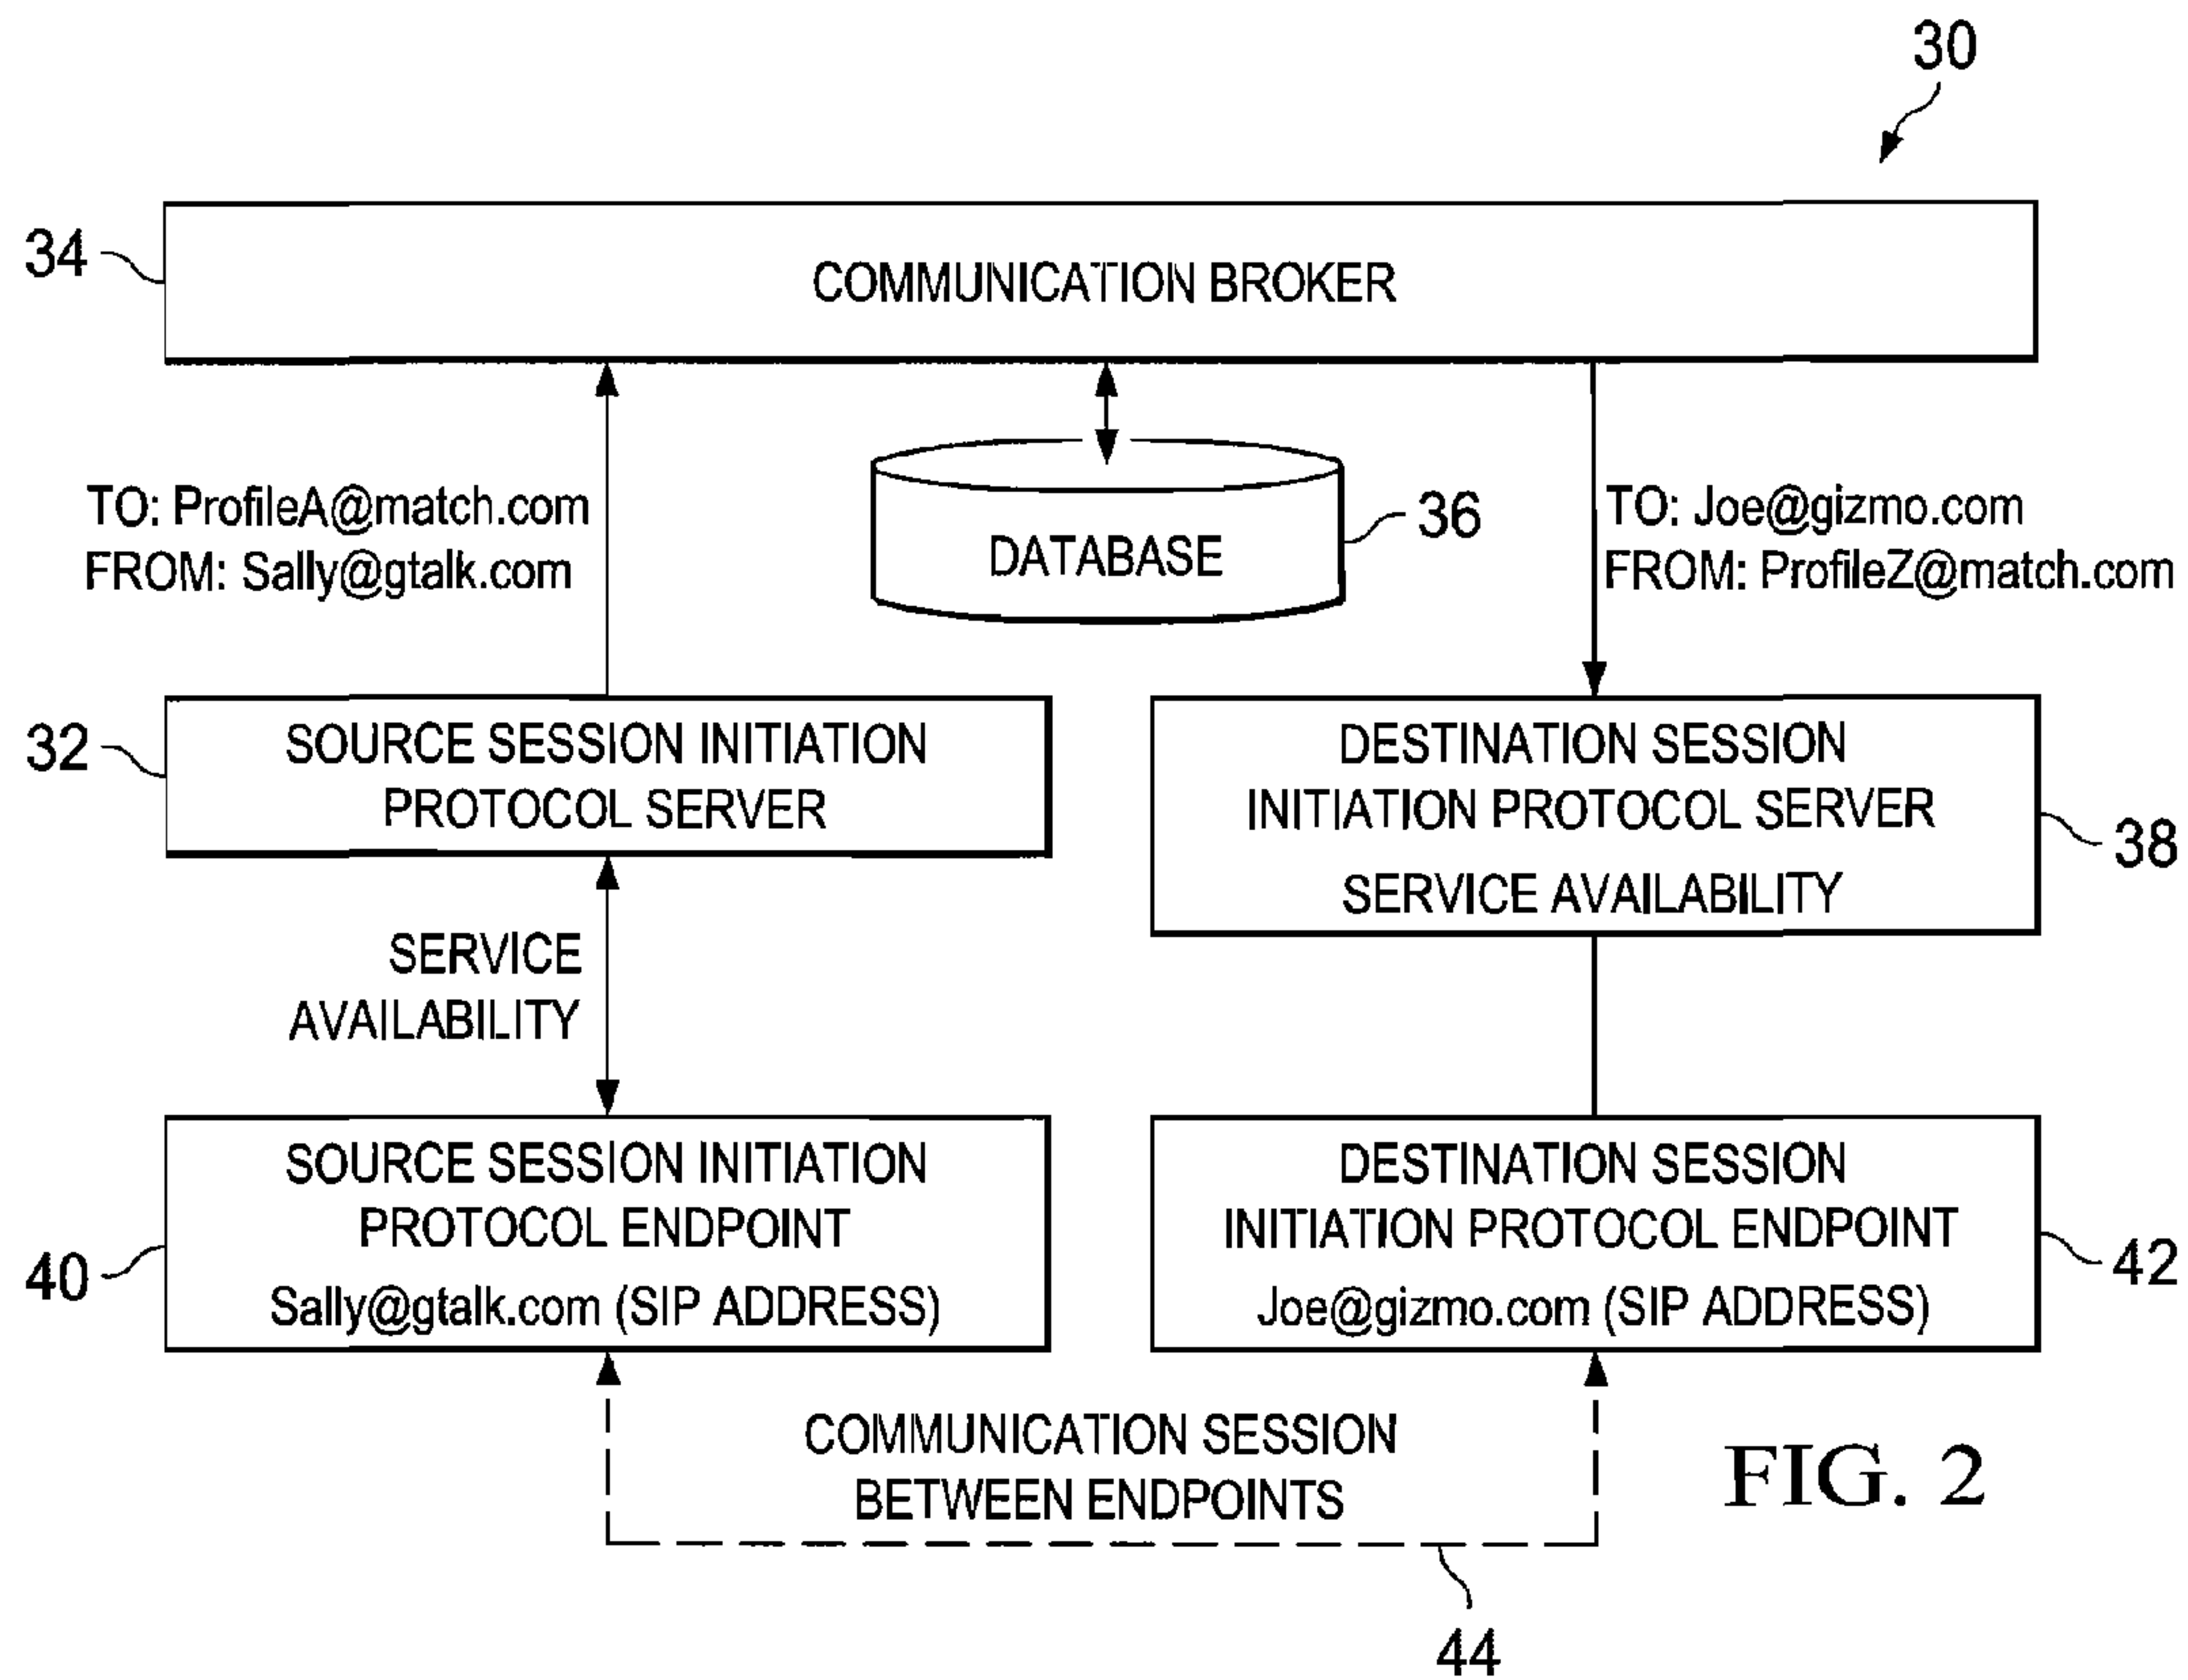 30
34
COMMUNICATION BROKER
TO: ProfileA@match.com
FROM: Sally@gtalk.com
DATABASE
36
TO: Joe@gizmo.com
FROM: ProfileZ@match.com
32
SOURCE SESSION INITIATION
PROTOCOL SERVER
DESTINATION SESSION
INITIATION PROTOCOL SERVER
SERVICE AVAILABILITY
38
SERVICE
AVAILABILITY
40
SOURCE SESSION INITIATION
PROTOCOL ENDPOINT
Sally@gtalk.com (SIP ADDRESS)
DESTINATION SESSION
INITIATION PROTOCOL ENDPOINT
Joe@gizmo.com (SIP ADDRESS)
42
COMMUNICATION SESSION
BETWEEN ENDPOINTS
44
FIG. 2